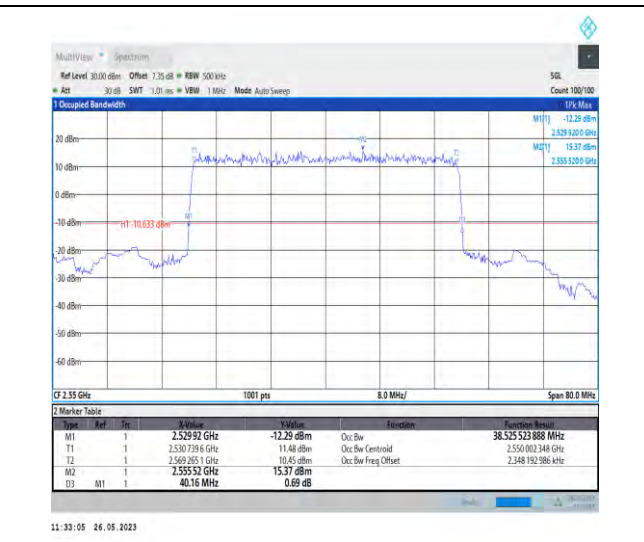 MultiView Spectrum
Ref Level 30.00 dBm Offset 7.35 dB RBW 500 kHz SGL
Att 30 dB SWT 1.01 ms VBW 1 MHz Mode Auto Sweep Count 100/100
1 Occupied Bandwidth 1Pk Max
M1[1] -12.29 dBm
2.529 9200 GHz
M2[1] 15.37 dBm
2.555 5200 GHz
20 dBm
M2
T1
T2
10 dBm
0 dBm
M1
-10 dBm
H1 -10.633 dBm
-20 dBm
-30 dBm
-40 dBm
-50 dBm
-60 dBm
CF 2.55 GHz 1001 pts 8.0 MHz/ Span 80.0 MHz
2 Marker Table
Type Ref Trc X-Value Y-Value Function Function Result
M1 1 2.529 92 GHz -12.29 dBm Occ Bw 38.525 523 888 MHz
T1 1 2.530 739 6 GHz 11.48 dBm Occ Bw Centroid 2.550 002 348 GHz
T2 1 2.569 265 1 GHz 10.45 dBm Occ Bw Freq Offset 2.348 192 986 kHz
M2 1 2.555 52 GHz 15.37 dBm
D3 M1 1 40.16 MHz 0.69 dB
11:33:05 26.05.2023